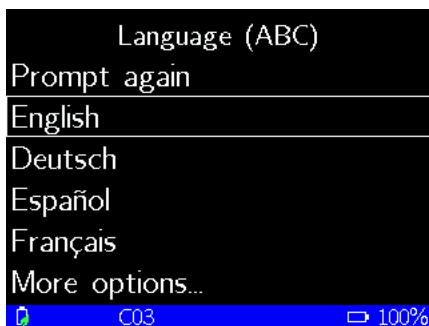 Language (ABC)
Prompt again
English
Deutsch
Español
Français
More options...
C03 100%